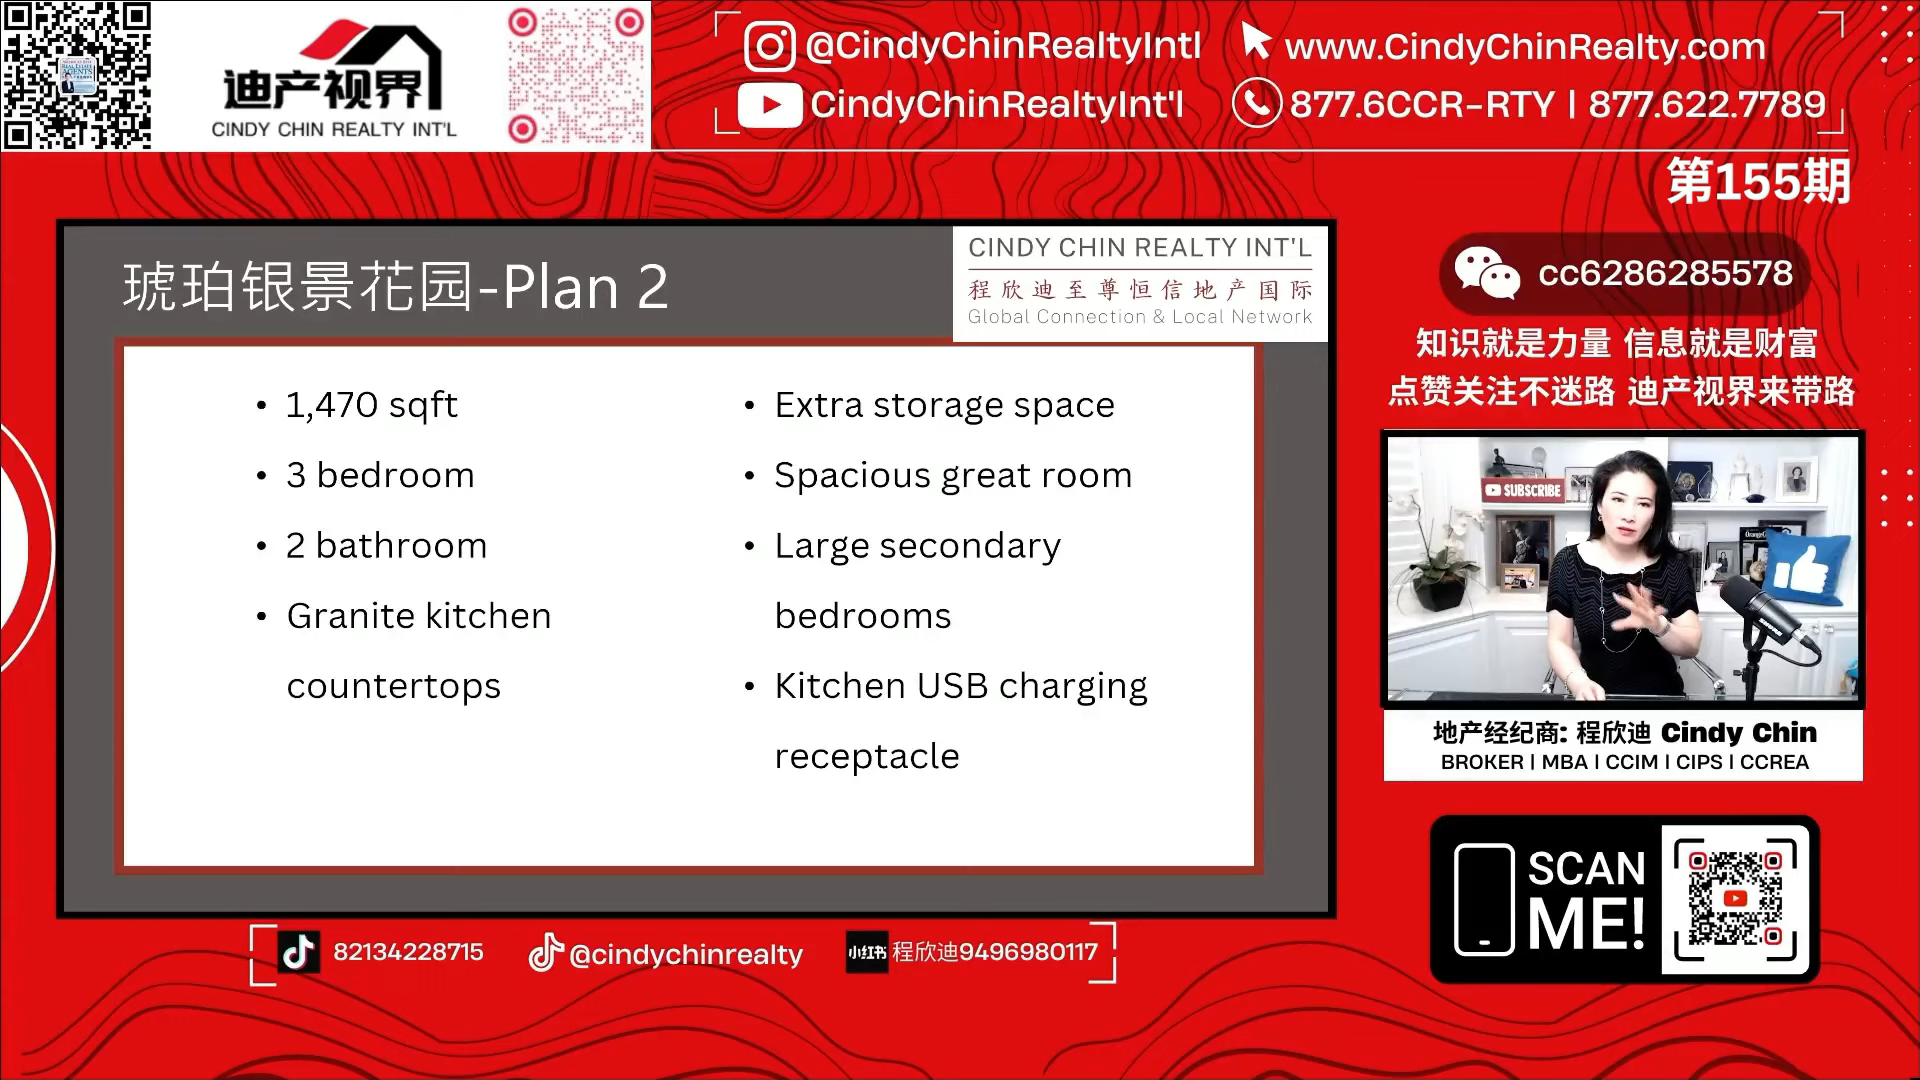 迪产视界
CINDY CHIN REALTY INT'L
@CindyChinRealtyIntl
www.CindyChinRealty.com
CindyChinRealtyInt'l
877.6CCR-RTY | 877.622.7789
第155期
琥珀银景花园-Plan 2
CINDY CHIN REALTY INT'L
程欣迪至尊恒信地产国际
Global Connection & Local Network
• 1,470 sqft
• 3 bedroom
• 2 bathroom
• Granite kitchen
countertops
• Extra storage space
• Spacious great room
• Large secondary
bedrooms
• Kitchen USB charging
receptacle
cc6286285578
知识就是力量 信息就是财富
点赞关注不迷路 迪产视界来带路
SUBSCRIBE
地产经纪商: 程欣迪 Cindy Chin
BROKER | MBA | CCIM | CIPS | CCREA
SCAN
ME!
82134228715
@cindychinrealty
小红书 程欣迪9496980117